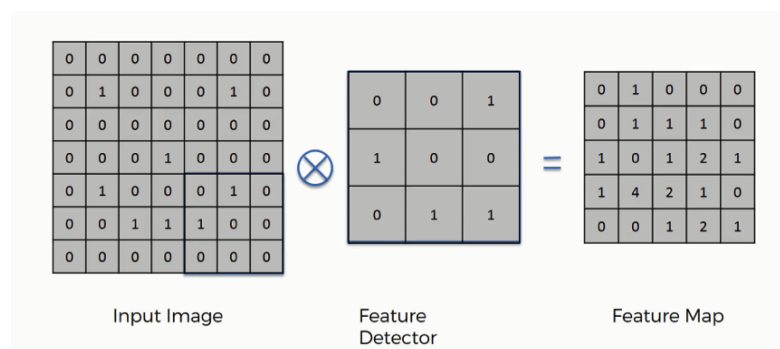 0 0 0 0 0 0 0
0 1 0 0 0 1 0
0 0 0 0 0 0 0
0 0 0 1 0 0 0
0 1 0 0 0 1 0
0 0 1 1 1 0 0
0 0 0 0 0 0 0
Input Image
⊗
0 0 1
1 0 0
0 1 1
Feature
Detector
=
0 1 0 0 0
0 1 1 1 0
1 0 1 2 1
1 4 2 1 0
0 0 1 2 1
Feature Map